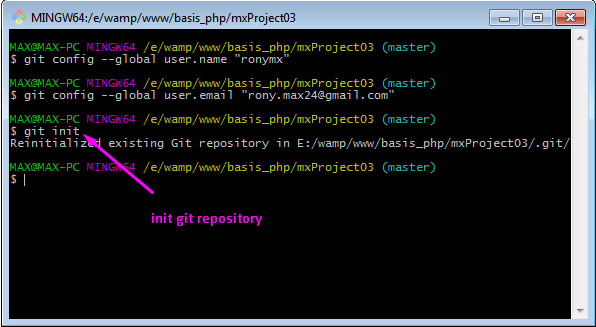 MINGW64:/e/wamp/www/basis_php/mxProject03
MAX@MAX-PC MINGW64 /e/wamp/www/basis_php/mxProject03 (master)
$ git config --global user.name "ronymx"
MAX@MAX-PC MINGW64 /e/wamp/www/basis_php/mxProject03 (master)
$ git config --global user.email "rony.max24@gmail.com"
MAX@MAX-PC MINGW64 /e/wamp/www/basis_php/mxProject03 (master)
$ git init
Reinitialized existing Git repository in E:/wamp/www/basis_php/mxProject03/.git/
MAX@MAX-PC MINGW64 /e/wamp/www/basis_php/mxProject03 (master)
$
init git repository